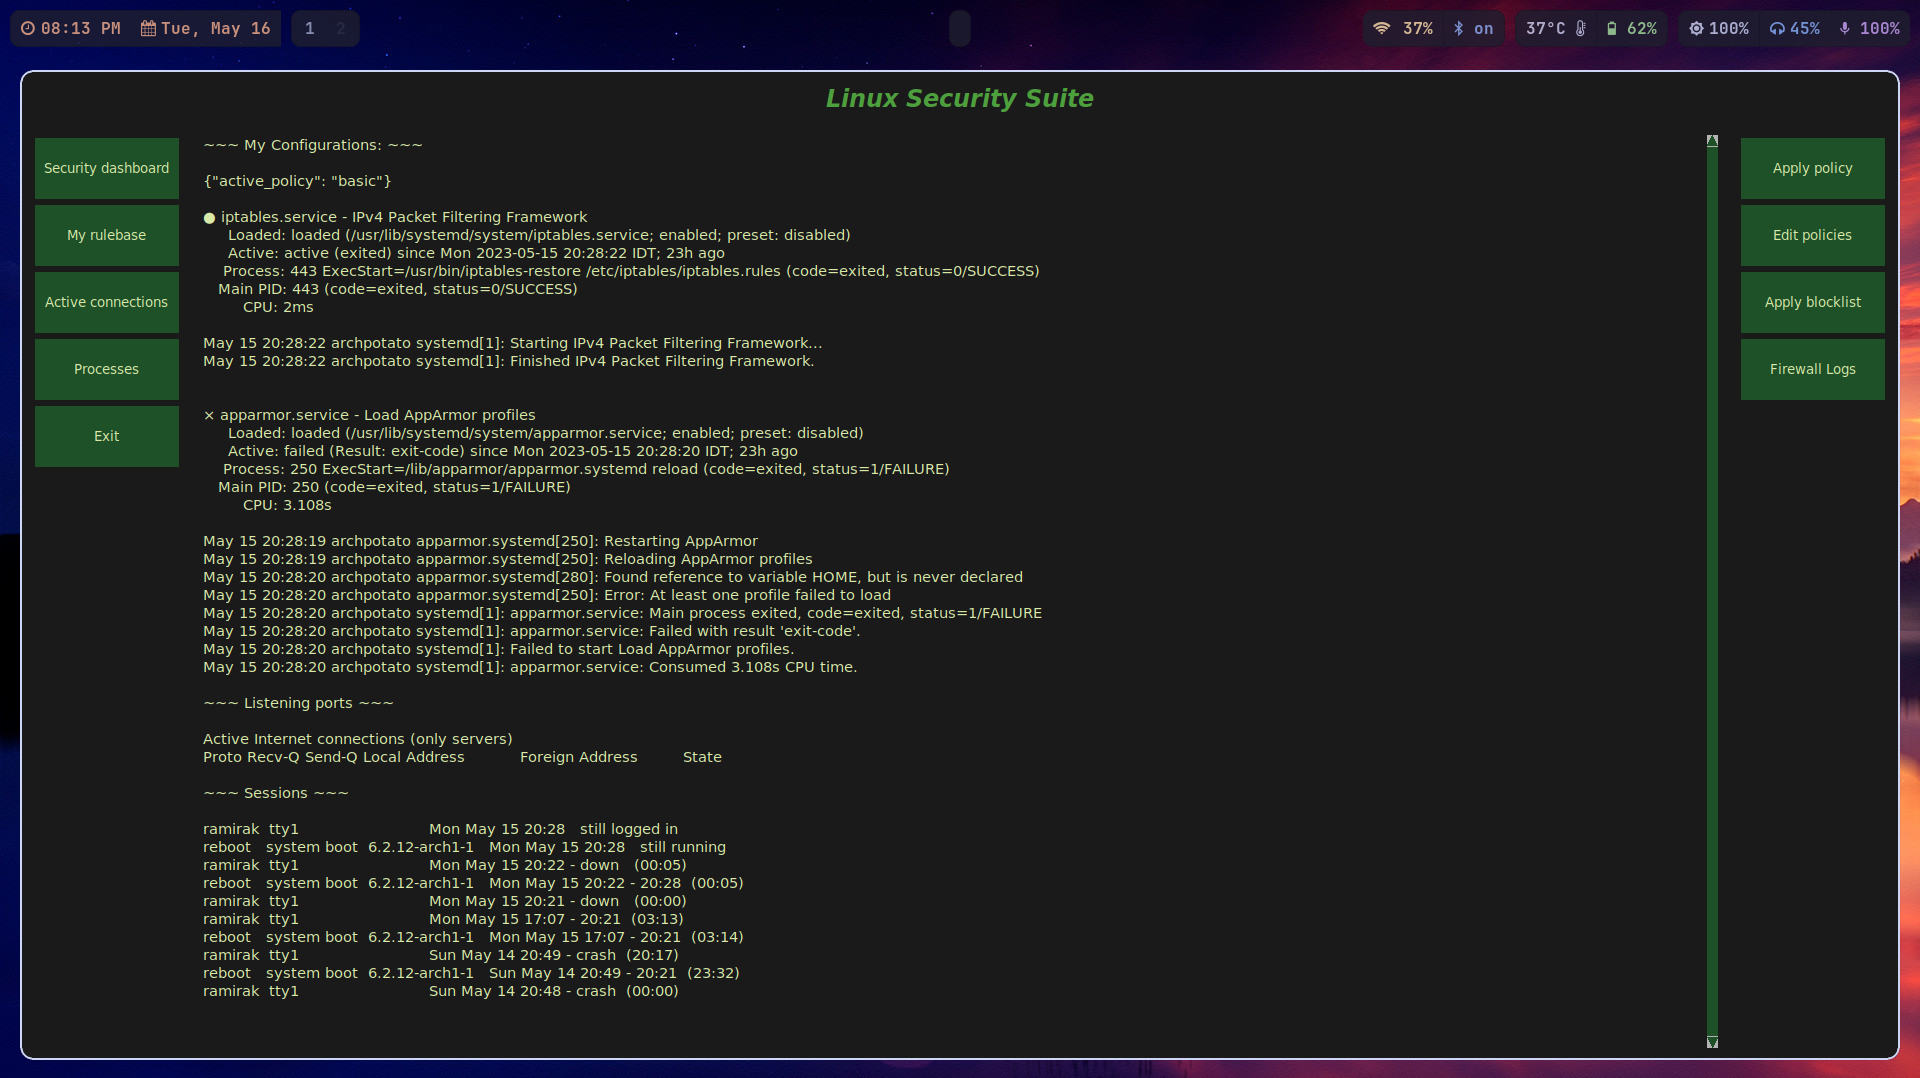 08:13 PM Tue, May 16 1 2 37% on 37°C 62% 100% 45% 100%
Linux Security Suite
Security dashboard
My rulebase
Active connections
Processes
Exit
~~~ My Configurations: ~~~
{"active_policy": "basic"}
● iptables.service - IPv4 Packet Filtering Framework
Loaded: loaded (/usr/lib/systemd/system/iptables.service; enabled; preset: disabled)
Active: active (exited) since Mon 2023-05-15 20:28:22 IDT; 23h ago
Process: 443 ExecStart=/usr/bin/iptables-restore /etc/iptables/iptables.rules (code=exited, status=0/SUCCESS)
Main PID: 443 (code=exited, status=0/SUCCESS)
CPU: 2ms
May 15 20:28:22 archpotato systemd[1]: Starting IPv4 Packet Filtering Framework...
May 15 20:28:22 archpotato systemd[1]: Finished IPv4 Packet Filtering Framework.
× apparmor.service - Load AppArmor profiles
Loaded: loaded (/usr/lib/systemd/system/apparmor.service; enabled; preset: disabled)
Active: failed (Result: exit-code) since Mon 2023-05-15 20:28:20 IDT; 23h ago
Process: 250 ExecStart=/lib/apparmor/apparmor.systemd reload (code=exited, status=1/FAILURE)
Main PID: 250 (code=exited, status=1/FAILURE)
CPU: 3.108s
May 15 20:28:19 archpotato apparmor.systemd[250]: Restarting AppArmor
May 15 20:28:19 archpotato apparmor.systemd[250]: Reloading AppArmor profiles
May 15 20:28:20 archpotato apparmor.systemd[280]: Found reference to variable HOME, but is never declared
May 15 20:28:20 archpotato apparmor.systemd[250]: Error: At least one profile failed to load
May 15 20:28:20 archpotato systemd[1]: apparmor.service: Main process exited, code=exited, status=1/FAILURE
May 15 20:28:20 archpotato systemd[1]: apparmor.service: Failed with result 'exit-code'.
May 15 20:28:20 archpotato systemd[1]: Failed to start Load AppArmor profiles.
May 15 20:28:20 archpotato systemd[1]: apparmor.service: Consumed 3.108s CPU time.
~~~ Listening ports ~~~
Active Internet connections (only servers)
Proto Recv-Q Send-Q Local Address Foreign Address State
~~~ Sessions ~~~
ramirak tty1 Mon May 15 20:28 still logged in
reboot system boot 6.2.12-arch1-1 Mon May 15 20:28 still running
ramirak tty1 Mon May 15 20:22 - down (00:05)
reboot system boot 6.2.12-arch1-1 Mon May 15 20:22 - 20:28 (00:05)
ramirak tty1 Mon May 15 20:21 - down (00:00)
ramirak tty1 Mon May 15 17:07 - 20:21 (03:13)
reboot system boot 6.2.12-arch1-1 Mon May 15 17:07 - 20:21 (03:14)
ramirak tty1 Sun May 14 20:49 - crash (20:17)
reboot system boot 6.2.12-arch1-1 Sun May 14 20:49 - 20:21 (23:32)
ramirak tty1 Sun May 14 20:48 - crash (00:00)
Apply policy
Edit policies
Apply blocklist
Firewall Logs